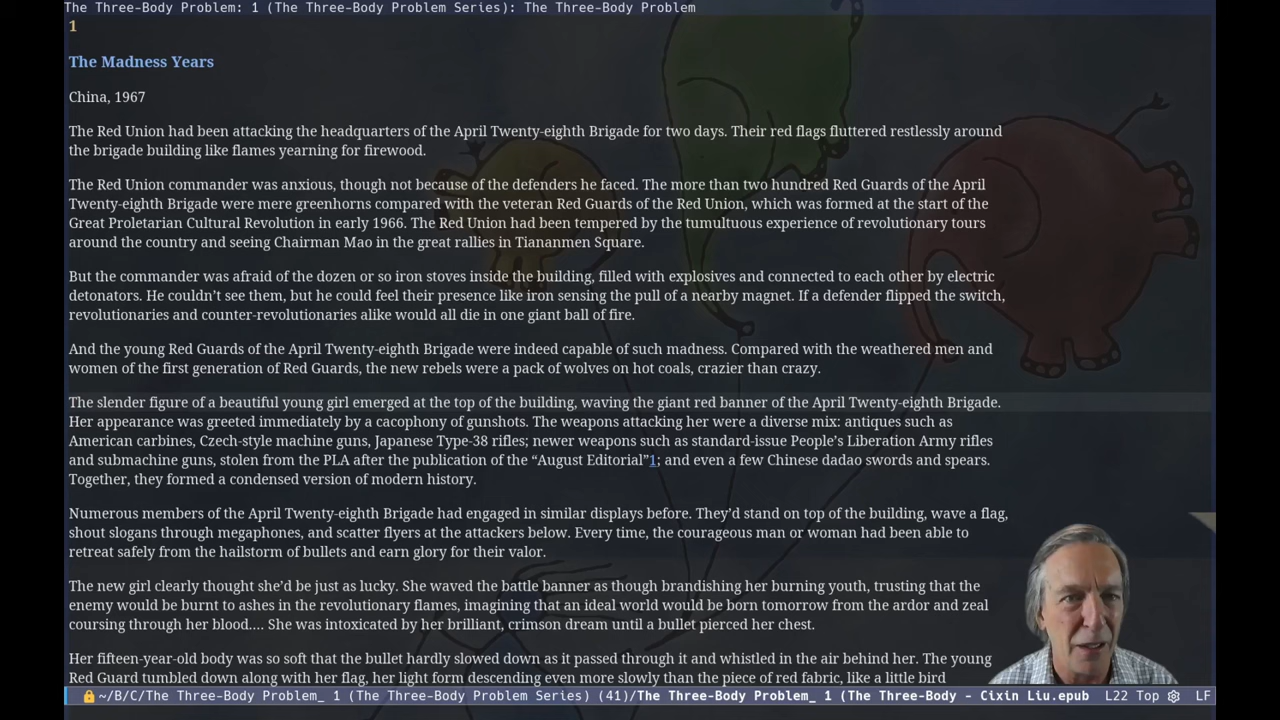 The Three-Body Problem: 1 (The Three-Body Problem Series): The Three-Body Problem
1
The Madness Years
China, 1967
The Red Union had been attacking the headquarters of the April Twenty-eighth Brigade for two days. Their red flags fluttered restlessly around
the brigade building like flames yearning for firewood.
The Red Union commander was anxious, though not because of the defenders he faced. The more than two hundred Red Guards of the April
Twenty-eighth Brigade were mere greenhorns compared with the veteran Red Guards of the Red Union, which was formed at the start of the
Great Proletarian Cultural Revolution in early 1966. The Red Union had been tempered by the tumultuous experience of revolutionary tours
around the country and seeing Chairman Mao in the great rallies in Tiananmen Square.
But the commander was afraid of the dozen or so iron stoves inside the building, filled with explosives and connected to each other by electric
detonators. He couldn’t see them, but he could feel their presence like iron sensing the pull of a nearby magnet. If a defender flipped the switch,
revolutionaries and counter-revolutionaries alike would all die in one giant ball of fire.
And the young Red Guards of the April Twenty-eighth Brigade were indeed capable of such madness. Compared with the weathered men and
women of the first generation of Red Guards, the new rebels were a pack of wolves on hot coals, crazier than crazy.
The slender figure of a beautiful young girl emerged at the top of the building, waving the giant red banner of the April Twenty-eighth Brigade.
Her appearance was greeted immediately by a cacophony of gunshots. The weapons attacking her were a diverse mix: antiques such as
American carbines, Czech-style machine guns, Japanese Type-38 rifles; newer weapons such as standard-issue People’s Liberation Army rifles
and submachine guns, stolen from the PLA after the publication of the “August Editorial”1; and even a few Chinese dadao swords and spears.
Together, they formed a condensed version of modern history.
Numerous members of the April Twenty-eighth Brigade had engaged in similar displays before. They’d stand on top of the building, wave a flag,
shout slogans through megaphones, and scatter flyers at the attackers below. Every time, the courageous man or woman had been able to
retreat safely from the hailstorm of bullets and earn glory for their valor.
The new girl clearly thought she’d be just as lucky. She waved the battle banner as though brandishing her burning youth, trusting that the
enemy would be burnt to ashes in the revolutionary flames, imagining that an ideal world would be born tomorrow from the ardor and zeal
coursing through her blood.… She was intoxicated by her brilliant, crimson dream until a bullet pierced her chest.
Her fifteen-year-old body was so soft that the bullet hardly slowed down as it passed through it and whistled in the air behind her. The young
Red Guard tumbled down along with her flag, her light form descending even more slowly than the piece of red fabric, like a little bird
~/B/C/The Three-Body Problem_ 1 (The Three-Body Problem Series) (41)/The Three-Body Problem_ 1 (The Three-Body - Cixin Liu.epub L22 Top LF